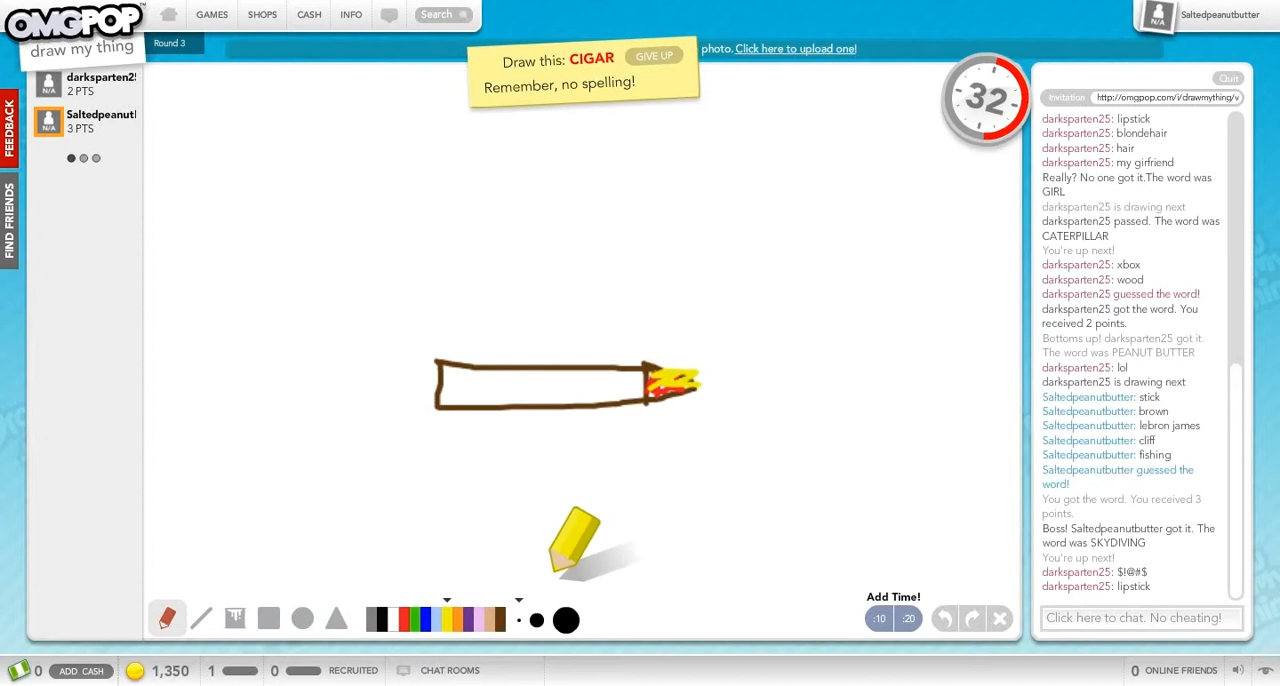 OMGPOP™
draw my thing
GAMES
SHOPS
CASH
INFO
Search
N/A
Saltedpeanutbutter
Round 3
photo. Click here to upload one!
Draw this: CIGAR
GIVE UP
Remember, no spelling!
32
FEEDBACK
FIND FRIENDS
N/A
darksparten25
2 PTS
N/A
Saltedpeanutl
3 PTS
Quit
Invitation
http://omgpop.com/i/drawmything/v
darksparten25: lipstick
darksparten25: blondehair
darksparten25: hair
darksparten25: my girfriend
Really? No one got it.The word was
GIRL
darksparten25 is drawing next
darksparten25 passed. The word was
CATERPILLAR
You're up next!
darksparten25: xbox
darksparten25: wood
darksparten25 guessed the word!
darksparten25 got the word. You
received 2 points.
Bottoms up! darksparten25 got it.
The word was PEANUT BUTTER
darksparten25: lol
darksparten25 is drawing next
Saltedpeanutbutter: stick
Saltedpeanutbutter: brown
Saltedpeanutbutter: lebron james
Saltedpeanutbutter: cliff
Saltedpeanutbutter: fishing
Saltedpeanutbutter guessed the
word!
You got the word. You received 3
points.
Boss! Saltedpeanutbutter got it. The
word was SKYDIVING
You're up next!
darksparten25: $!@#$
darksparten25: lipstick
Click here to chat. No cheating!
Add Time!
:10
:20
0
ADD CASH
1,350
1
0
RECRUITED
CHAT ROOMS
0 ONLINE FRIENDS